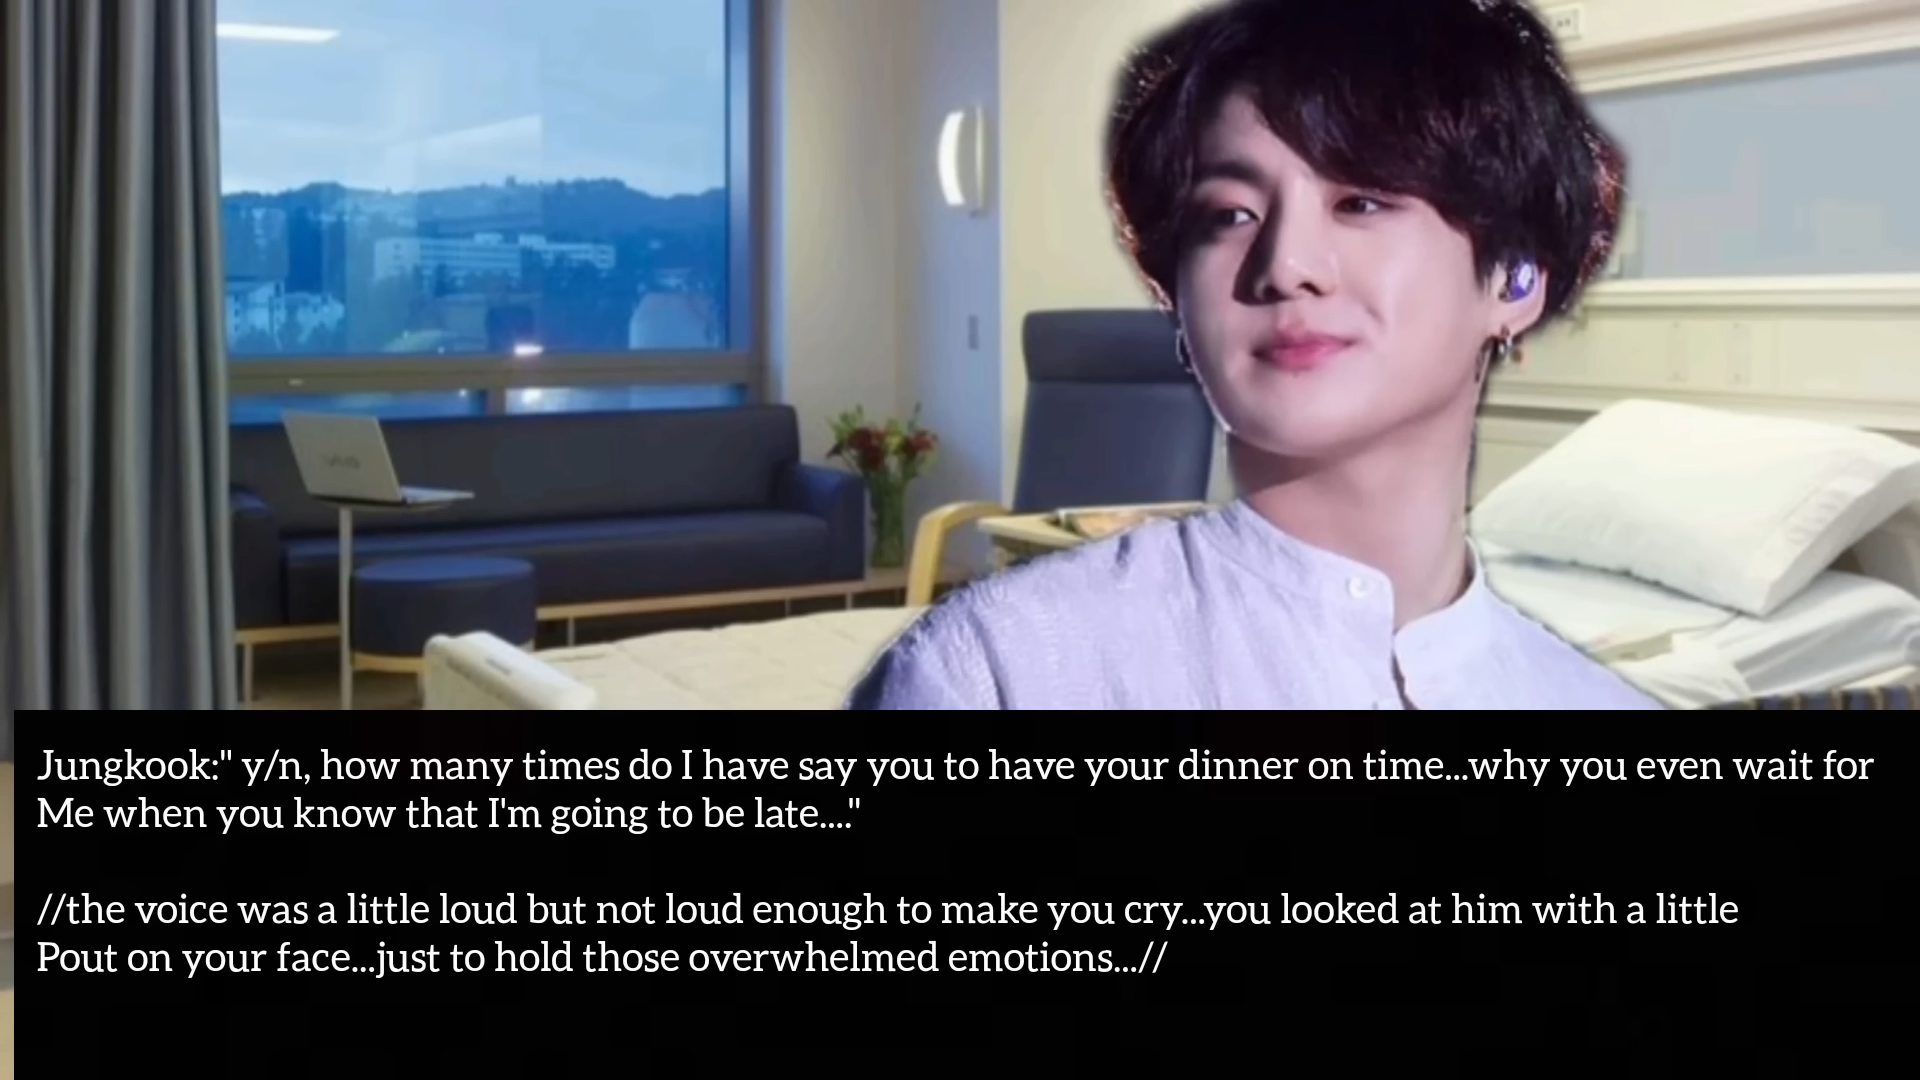 Jungkook:" y/n, how many times do I have say you to have your dinner on time...why you even wait for
Me when you know that I'm going to be late...."
//the voice was a little loud but not loud enough to make you cry...you looked at him with a little
Pout on your face...just to hold those overwhelmed emotions...//